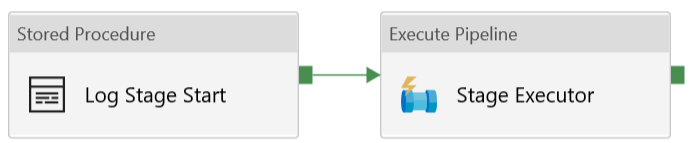 Stored Procedure
Log Stage Start
Execute Pipeline
Stage Executor